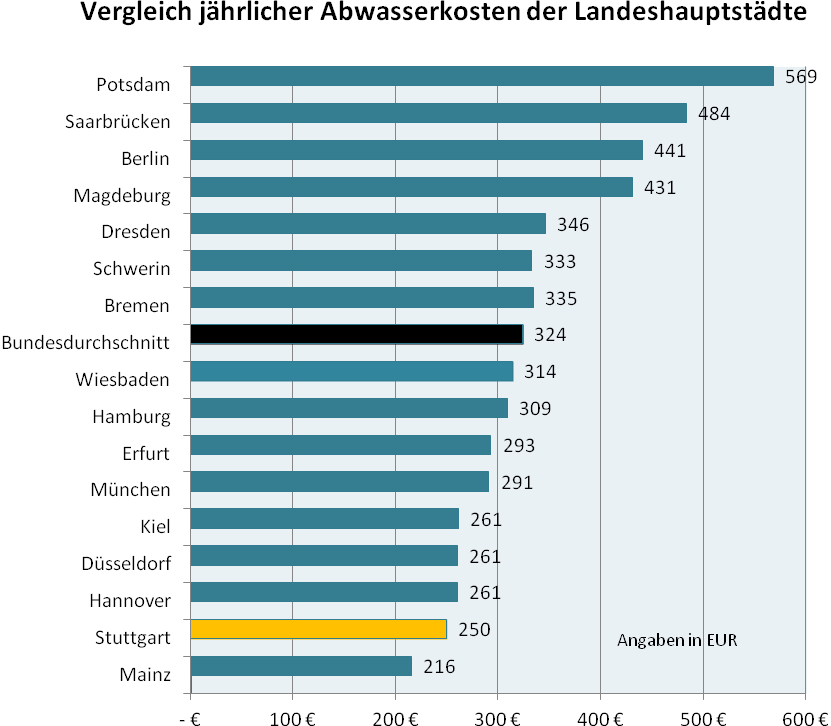 Vergleich jährlicher Abwasserkosten der Landeshauptstädte
Potsdam 569
Saarbrücken 484
Berlin 441
Magdeburg 431
Dresden 346
Schwerin 333
Bremen 335
Bundesdurchschnitt 324
Wiesbaden 314
Hamburg 309
Erfurt 293
München 291
Kiel 261
Düsseldorf 261
Hannover 261
Stuttgart 250
Angaben in EUR
Mainz 216
- € 100 € 200 € 300 € 400 € 500 € 600 €